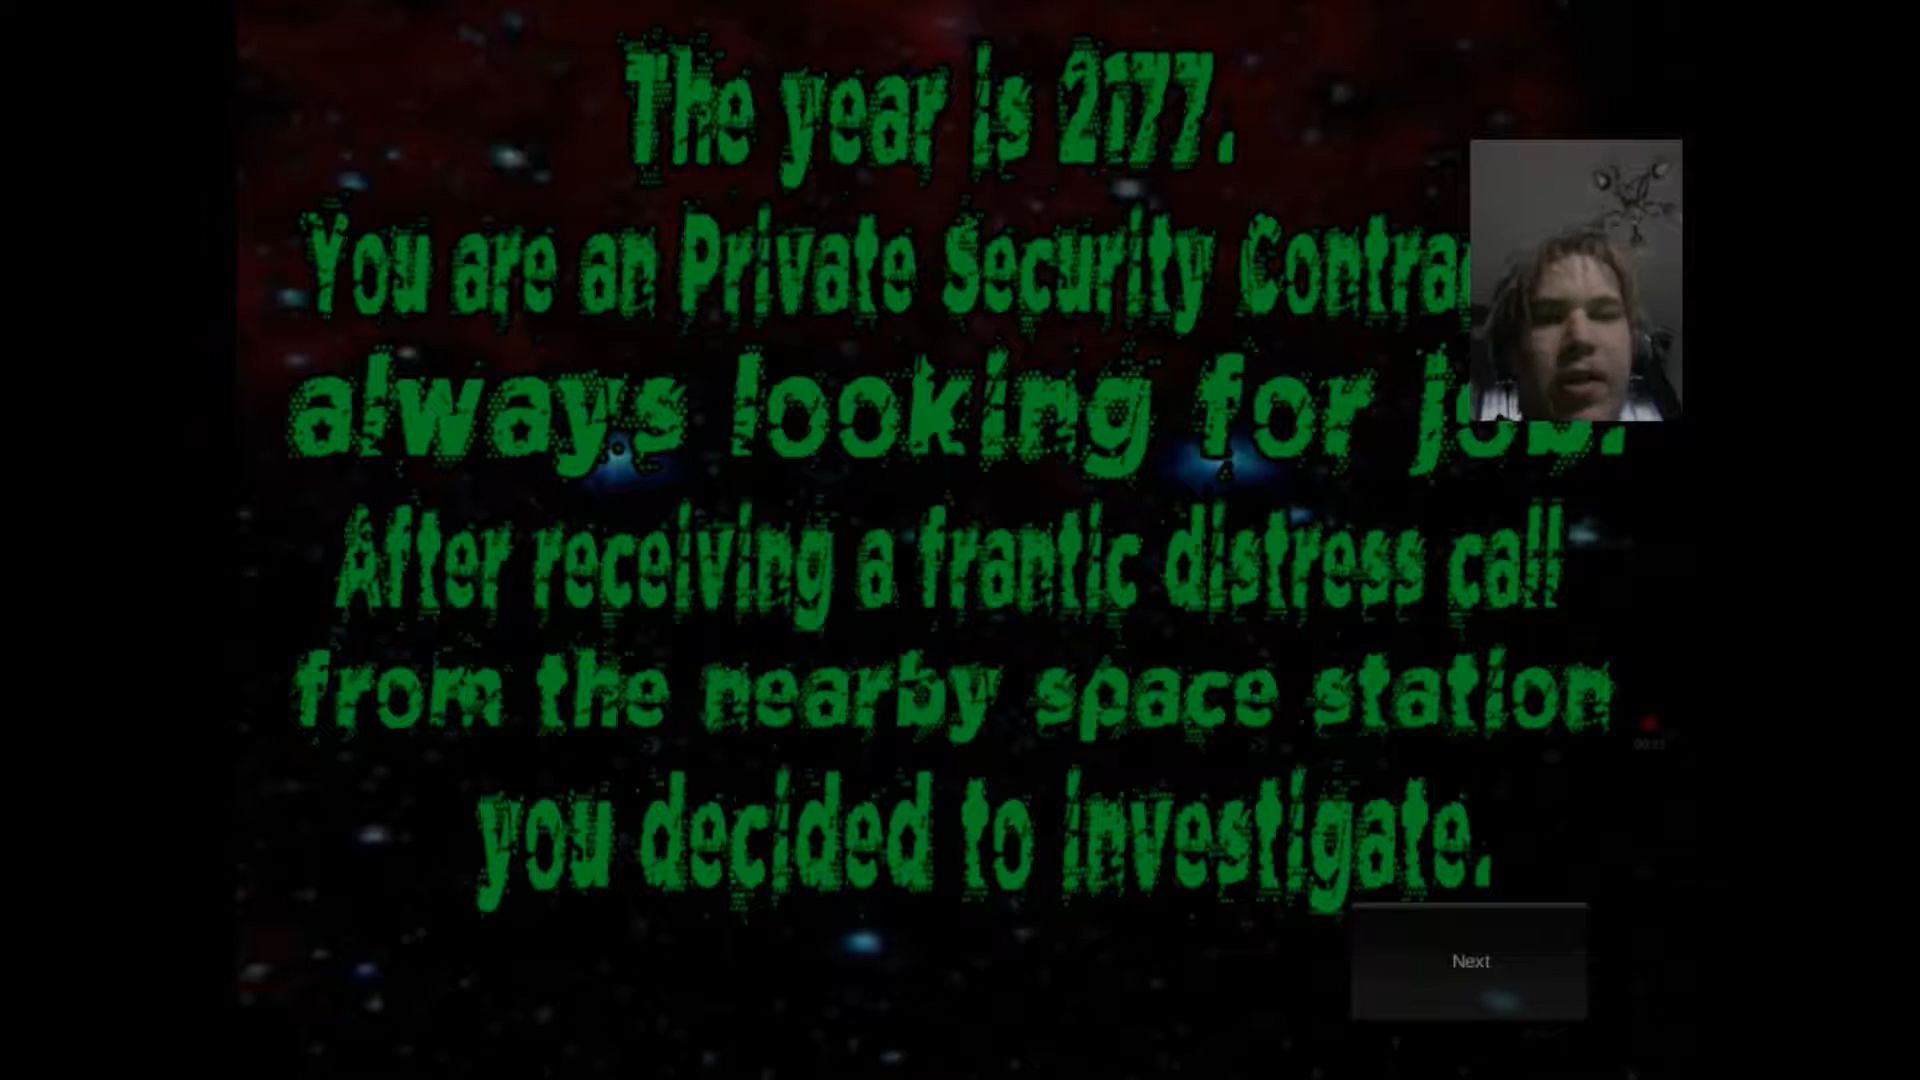 The year is 2177.
You are an Private Security
always looking for job.
After receiving a frantic distress call
from the nearby space station
you decided to investigate.
Next